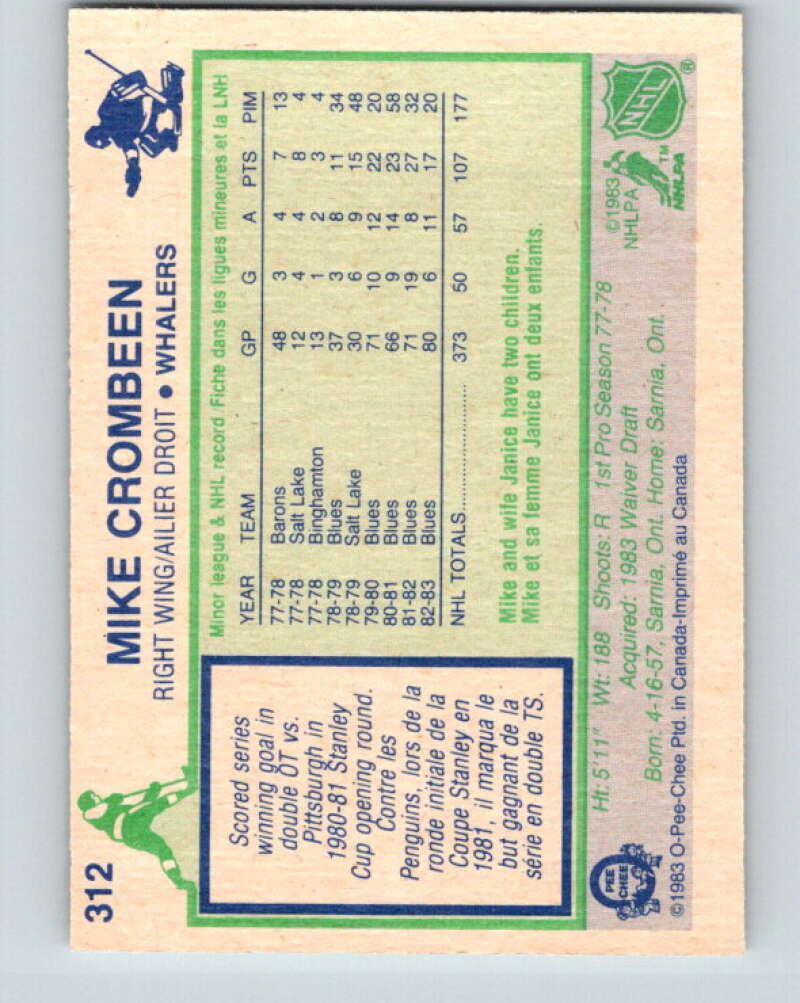 312
MIKE CROMBEEN
RIGHT WING/AILIER DROIT • WHALERS
Scored series
winning goal in
double OT vs.
Pittsburgh in
1980-81 Stanley
Cup opening round.
Contre les
Penguins, lors de la
ronde initiale de la
Coupe Stanley en
1981, il marqua le
but gagnant de la
série en double TS.
Minor league & NHL record Fiche dans les ligues mineures et la LNH
YEAR TEAM GP G A PTS PIM
77-78 Barons 48 3 4 7 13
77-78 Salt Lake 12 4 4 8 4
77-78 Binghamton 13 1 2 3 4
78-79 Blues 37 3 8 11 34
78-79 Salt Lake 30 6 9 15 48
79-80 Blues 71 10 12 22 20
80-81 Blues 66 9 14 23 58
81-82 Blues 71 19 8 27 32
82-83 Blues 80 6 11 17 20
NHL TOTALS 373 50 57 107 177
Mike and wife Janice have two children.
Mike et sa femme Janice ont deux enfants.
Ht: 5'11" Wt: 188 Shoots: R 1st Pro Season 77-78
Acquired: 1983 Waiver Draft
Born: 4-16-57, Sarnia, Ont. Home: Sarnia, Ont.
©1983 O-Pee-Chee Ptd. in Canada-Imprimé au Canada
O PEE CHEE
©1983
NHLPA
NHLPA™
NHL®